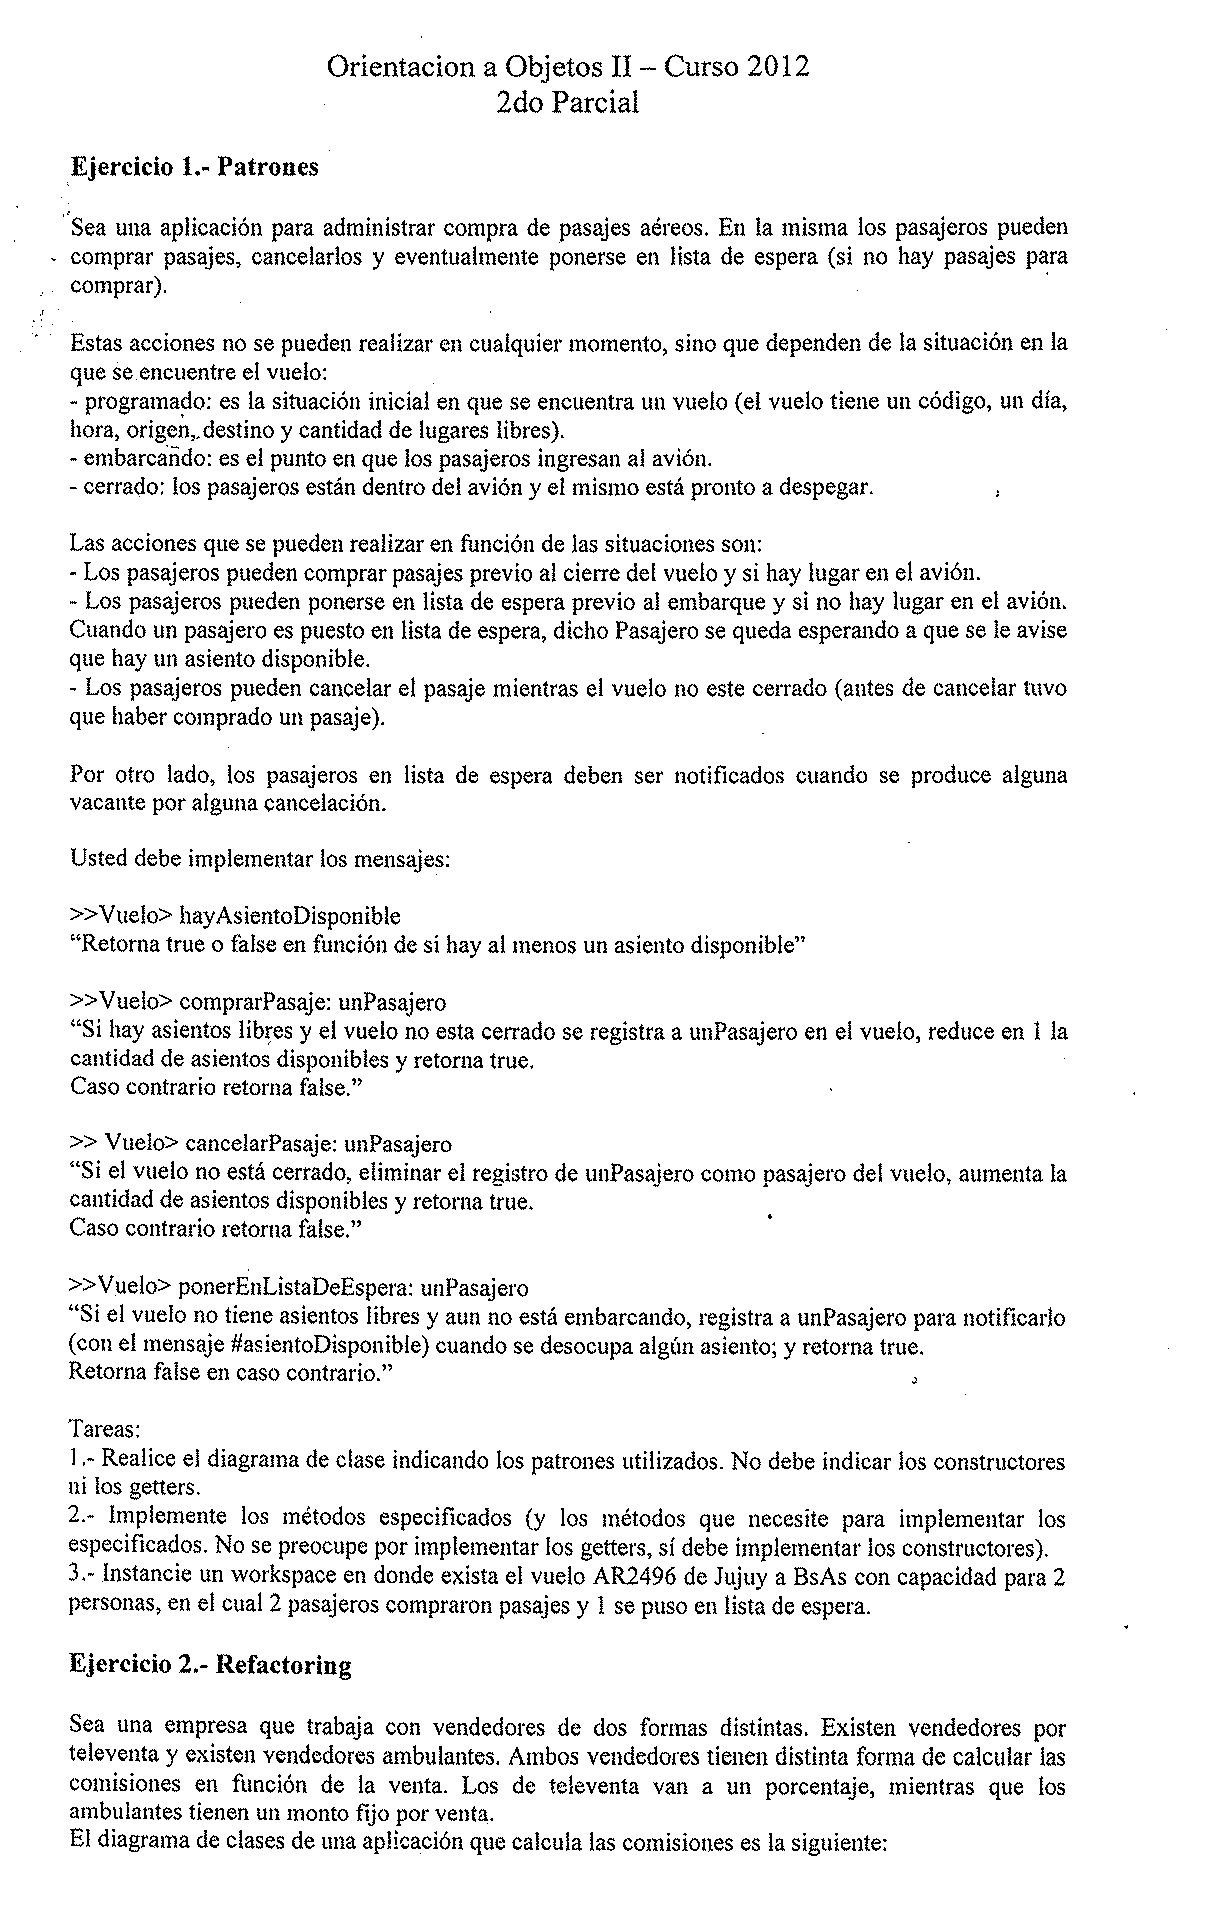 Orientacion a Objetos II – Curso 2012
2do Parcial
Ejercicio 1.- Patrones
Sea una aplicación para administrar compra de pasajes aéreos. En la misma los pasajeros pueden
comprar pasajes, cancelarlos y eventualmente ponerse en lista de espera (si no hay pasajes para
comprar).
Estas acciones no se pueden realizar en cualquier momento, sino que dependen de la situación en la
que se encuentre el vuelo:
- programado: es la situación inicial en que se encuentra un vuelo (el vuelo tiene un código, un día,
hora, origen, destino y cantidad de lugares libres).
- embarcando: es el punto en que los pasajeros ingresan al avión.
- cerrado: los pasajeros están dentro del avión y el mismo está pronto a despegar.
Las acciones que se pueden realizar en función de las situaciones son:
- Los pasajeros pueden comprar pasajes previo al cierre del vuelo y si hay lugar en el avión.
- Los pasajeros pueden ponerse en lista de espera previo al embarque y si no hay lugar en el avión.
Cuando un pasajero es puesto en lista de espera, dicho Pasajero se queda esperando a que se le avise
que hay un asiento disponible.
- Los pasajeros pueden cancelar el pasaje mientras el vuelo no este cerrado (antes de cancelar tuvo
que haber comprado un pasaje).
Por otro lado, los pasajeros en lista de espera deben ser notificados cuando se produce alguna
vacante por alguna cancelación.
Usted debe implementar los mensajes:
>>Vuelo> hayAsientoDisponible
“Retorna true o false en función de si hay al menos un asiento disponible”
>>Vuelo> comprarPasaje: unPasajero
“Si hay asientos libres y el vuelo no esta cerrado se registra a unPasajero en el vuelo, reduce en 1 la
cantidad de asientos disponibles y retorna true.
Caso contrario retorna false.”
>> Vuelo> cancelarPasaje: unPasajero
“Si el vuelo no está cerrado, eliminar el registro de unPasajero como pasajero del vuelo, aumenta la
cantidad de asientos disponibles y retorna true.
Caso contrario retorna false.”
>>Vuelo> ponerEnListaDeEspera: unPasajero
“Si el vuelo no tiene asientos libres y aun no está embarcando, registra a unPasajero para notificarlo
(con el mensaje #asientoDisponible) cuando se desocupa algún asiento; y retorna true.
Retorna false en caso contrario.”
Tareas:
1.- Realice el diagrama de clase indicando los patrones utilizados. No debe indicar los constructores
ni los getters.
2.- Implemente los métodos especificados (y los métodos que necesite para implementar los
especificados. No se preocupe por implementar los getters, sí debe implementar los constructores).
3.- Instancie un workspace en donde exista el vuelo AR2496 de Jujuy a BsAs con capacidad para 2
personas, en el cual 2 pasajeros compraron pasajes y 1 se puso en lista de espera.
Ejercicio 2.- Refactoring
Sea una empresa que trabaja con vendedores de dos formas distintas. Existen vendedores por
televenta y existen vendedores ambulantes. Ambos vendedores tienen distinta forma de calcular las
comisiones en función de la venta. Los de televenta van a un porcentaje, mientras que los
ambulantes tienen un monto fijo por venta.
El diagrama de clases de una aplicación que calcula las comisiones es la siguiente: